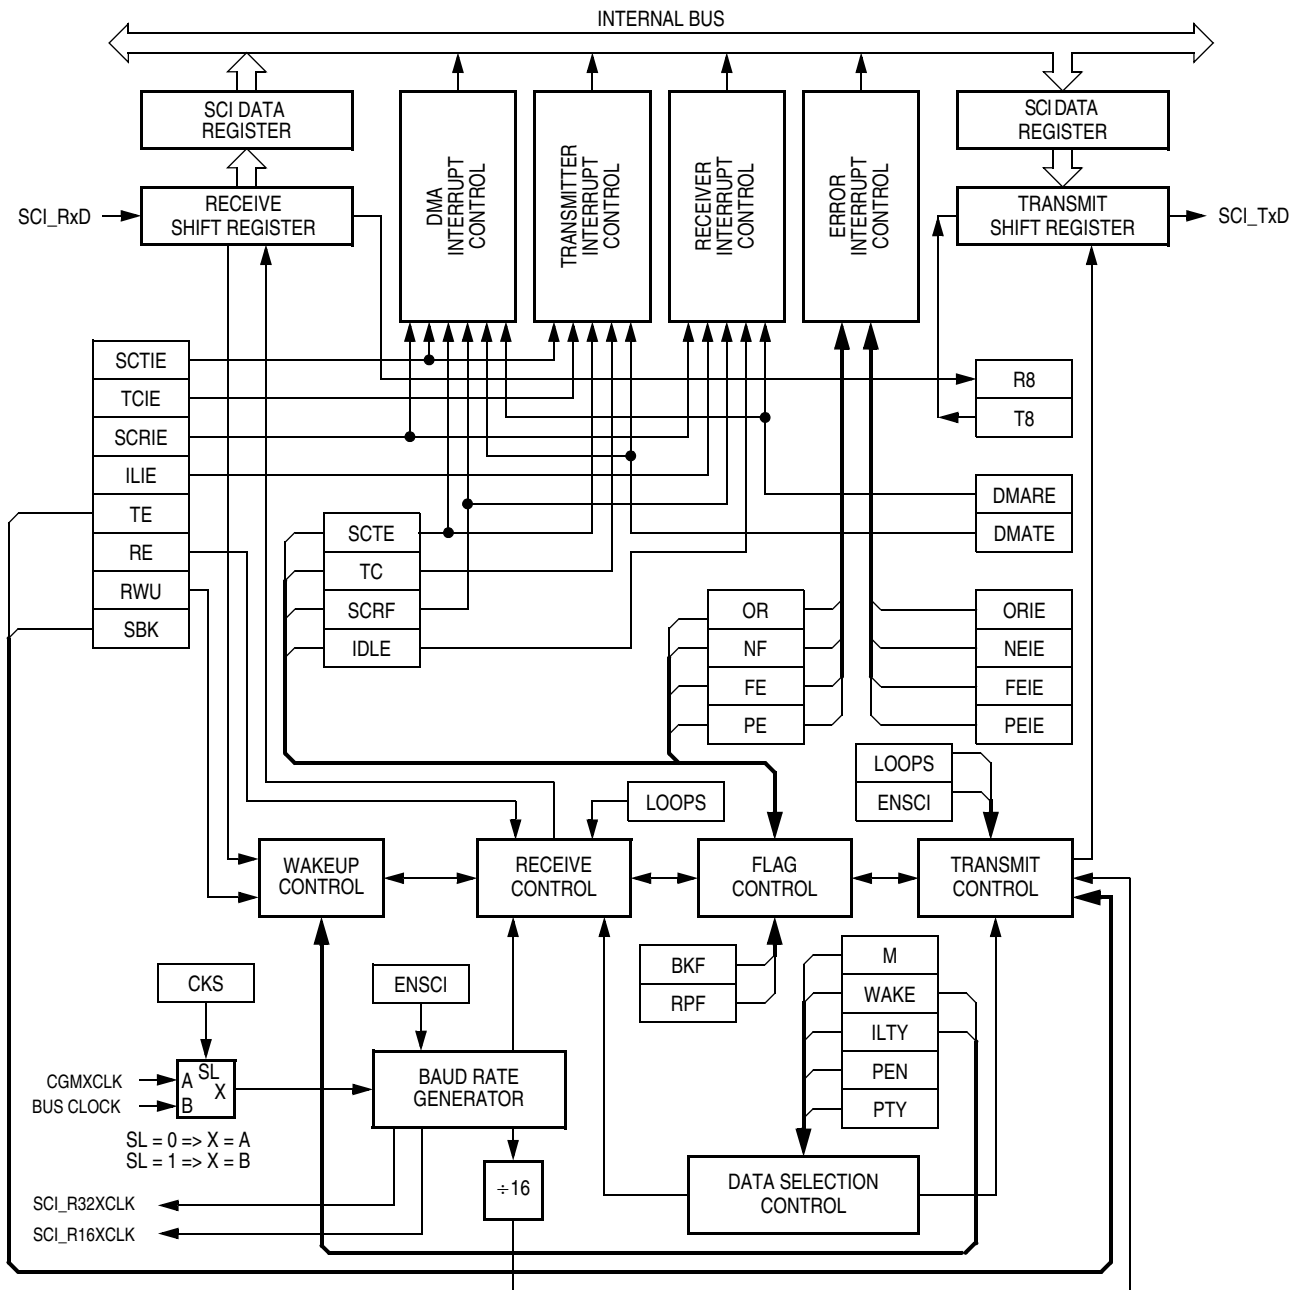 INTERNAL BUS
SCI DATA
REGISTER
SCI DATA
REGISTER
DMA
INTERRUPT
CONTROL
TRANSMITTER
INTERRUPT
CONTROL
RECEIVER
INTERRUPT
CONTROL
ERROR
INTERRUPT
CONTROL
SCI_RxD
RECEIVE
SHIFT REGISTER
TRANSMIT
SHIFT REGISTER
SCI_TxD
SCTIE
TCIE
SCRIE
ILIE
TE
RE
RWU
SBK
R8
T8
DMARE
DMATE
SCTE
TC
SCRF
IDLE
OR
NF
FE
PE
ORIE
NEIE
FEIE
PEIE
LOOPS
ENSCI
LOOPS
WAKEUP
CONTROL
RECEIVE
CONTROL
FLAG
CONTROL
TRANSMIT
CONTROL
BKF
RPF
M
WAKE
ILTY
PEN
PTY
CKS
ENSCI
CGMXCLK
BUS CLOCK
A
SL
X
B
SL = 0 => X = A
SL = 1 => X = B
BAUD RATE
GENERATOR
÷16
DATA SELECTION
CONTROL
SCI_R32XCLK
SCI_R16XCLK